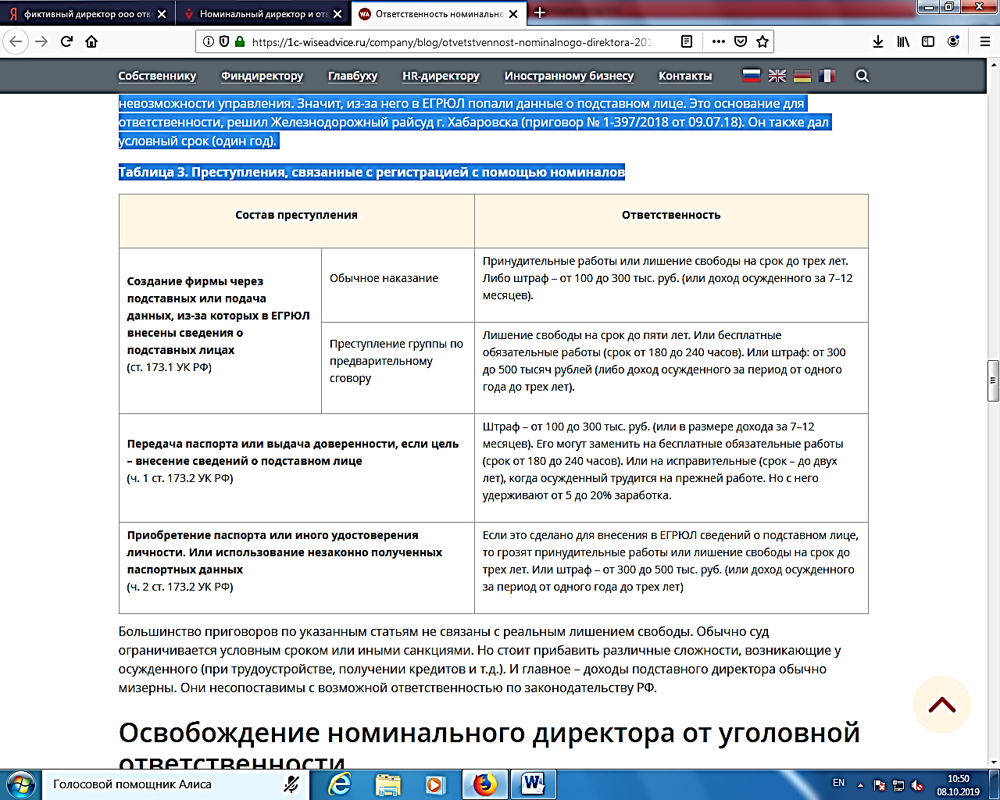 фиктивный директор ооо отв
Номинальный директор и отв
Ответственность номинально
https://1c-wiseadvice.ru/company/blog/otvetstvennost-nominalnogo-direktora-201
Собственнику Финдиректору Главбуху HR-директору Иностранному бизнесу Контакты
невозможности управления. Значит, из-за него в ЕГРЮЛ попали данные о подставном лице. Это основание для
ответственности, решил Железнодорожный райсуд г. Хабаровска (приговор № 1-397/2018 от 09.07.18). Он также дал
условный срок (один год).
Таблица 3. Преступления, связанные с регистрацией с помощью номиналов
Состав преступления
Ответственность
Создание фирмы через
подставных или подача
данных, из-за которых в ЕГРЮЛ
внесены сведения о
подставных лицах
(ст. 173.1 УК РФ)
Обычное наказание
Принудительные работы или лишение свободы на срок до трех лет.
Либо штраф – от 100 до 300 тыс. руб. (или доход осужденного за 7–12
месяцев).
Преступление группы по
предварительному
сговору
Лишение свободы на срок до пяти лет. Или бесплатные
обязательные работы (срок от 180 до 240 часов). Или штраф: от 300
до 500 тысяч рублей (либо доход осужденного за период от одного
года до трех лет).
Передача паспорта или выдача доверенности, если цель
– внесение сведений о подставном лице
(ч. 1 ст. 173.2 УК РФ)
Штраф – от 100 до 300 тыс. руб. (или в размере дохода за 7–12
месяцев). Его могут заменить на бесплатные обязательные работы
(срок от 180 до 240 часов). Или на исправительные (срок – до двух
лет), когда осужденный трудится на прежней работе. Но с него
удерживают от 5 до 20% заработка.
Приобретение паспорта или иного удостоверения
личности. Или использование незаконно полученных
паспортных данных
(ч. 2 ст. 173.2 УК РФ)
Если это сделано для внесения в ЕГРЮЛ сведений о подставном лице,
то грозят принудительные работы или лишение свободы на срок до
трех лет. Или штраф – от 300 до 500 тыс. руб. (или доход осужденного
за период от одного года до трех лет)
Большинство приговоров по указанным статьям не связаны с реальным лишением свободы. Обычно суд
ограничивается условным сроком или иными санкциями. Но стоит прибавить различные сложности, возникающие у
осужденного (при трудоустройстве, получении кредитов и т.д.). И главное – доходы подставного директора обычно
мизерны. Они несопоставимы с возможной ответственностью по законодательству РФ.
Освобождение номинального директора от уголовной
ответственности
Голосовой помощник Алиса
EN
10:50
08.10.2019